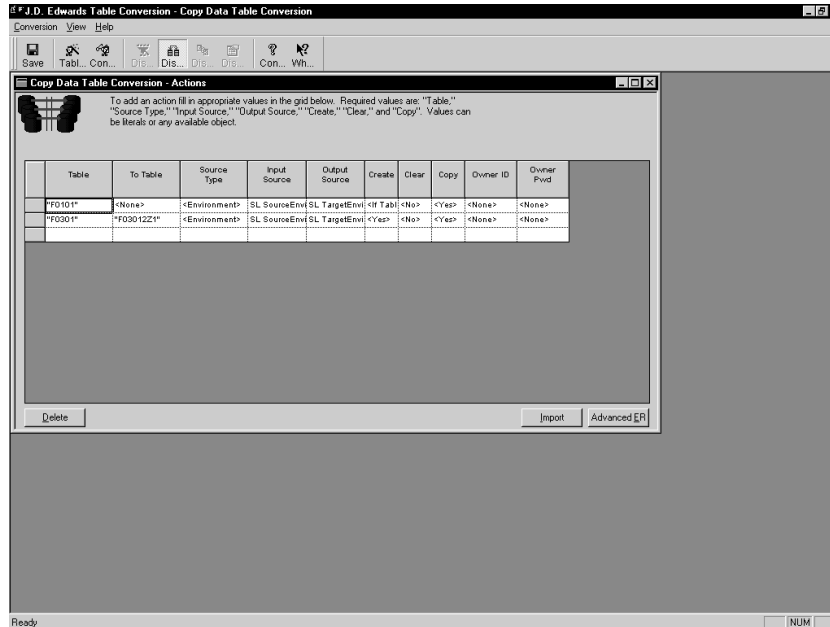 J.D. Edwards Table Conversion - Copy Data Table Conversion
Conversion View Help
Save Tabl... Con... Dis... Dis... Dis... Dis... Con... Wh...
Copy Data Table Conversion - Actions
To add an action fill in appropriate values in the grid below. Required values are: "Table,"
"Source Type," "Input Source," "Output Source," "Create," "Clear," and "Copy". Values can
be literals or any available object.
Table To Table Source Type Input Source Output Source Create Clear Copy Owner ID Owner Pwd
"F0101" <None> <Environment> SL SourceEnvi SL TargetEnvi <If Tabl <No> <Yes> <None> <None>
"F0301" "F03012Z1" <Environment> SL SourceEnvi SL TargetEnvi <Yes> <No> <Yes> <None> <None>
Delete Import Advanced ER
Ready NUM